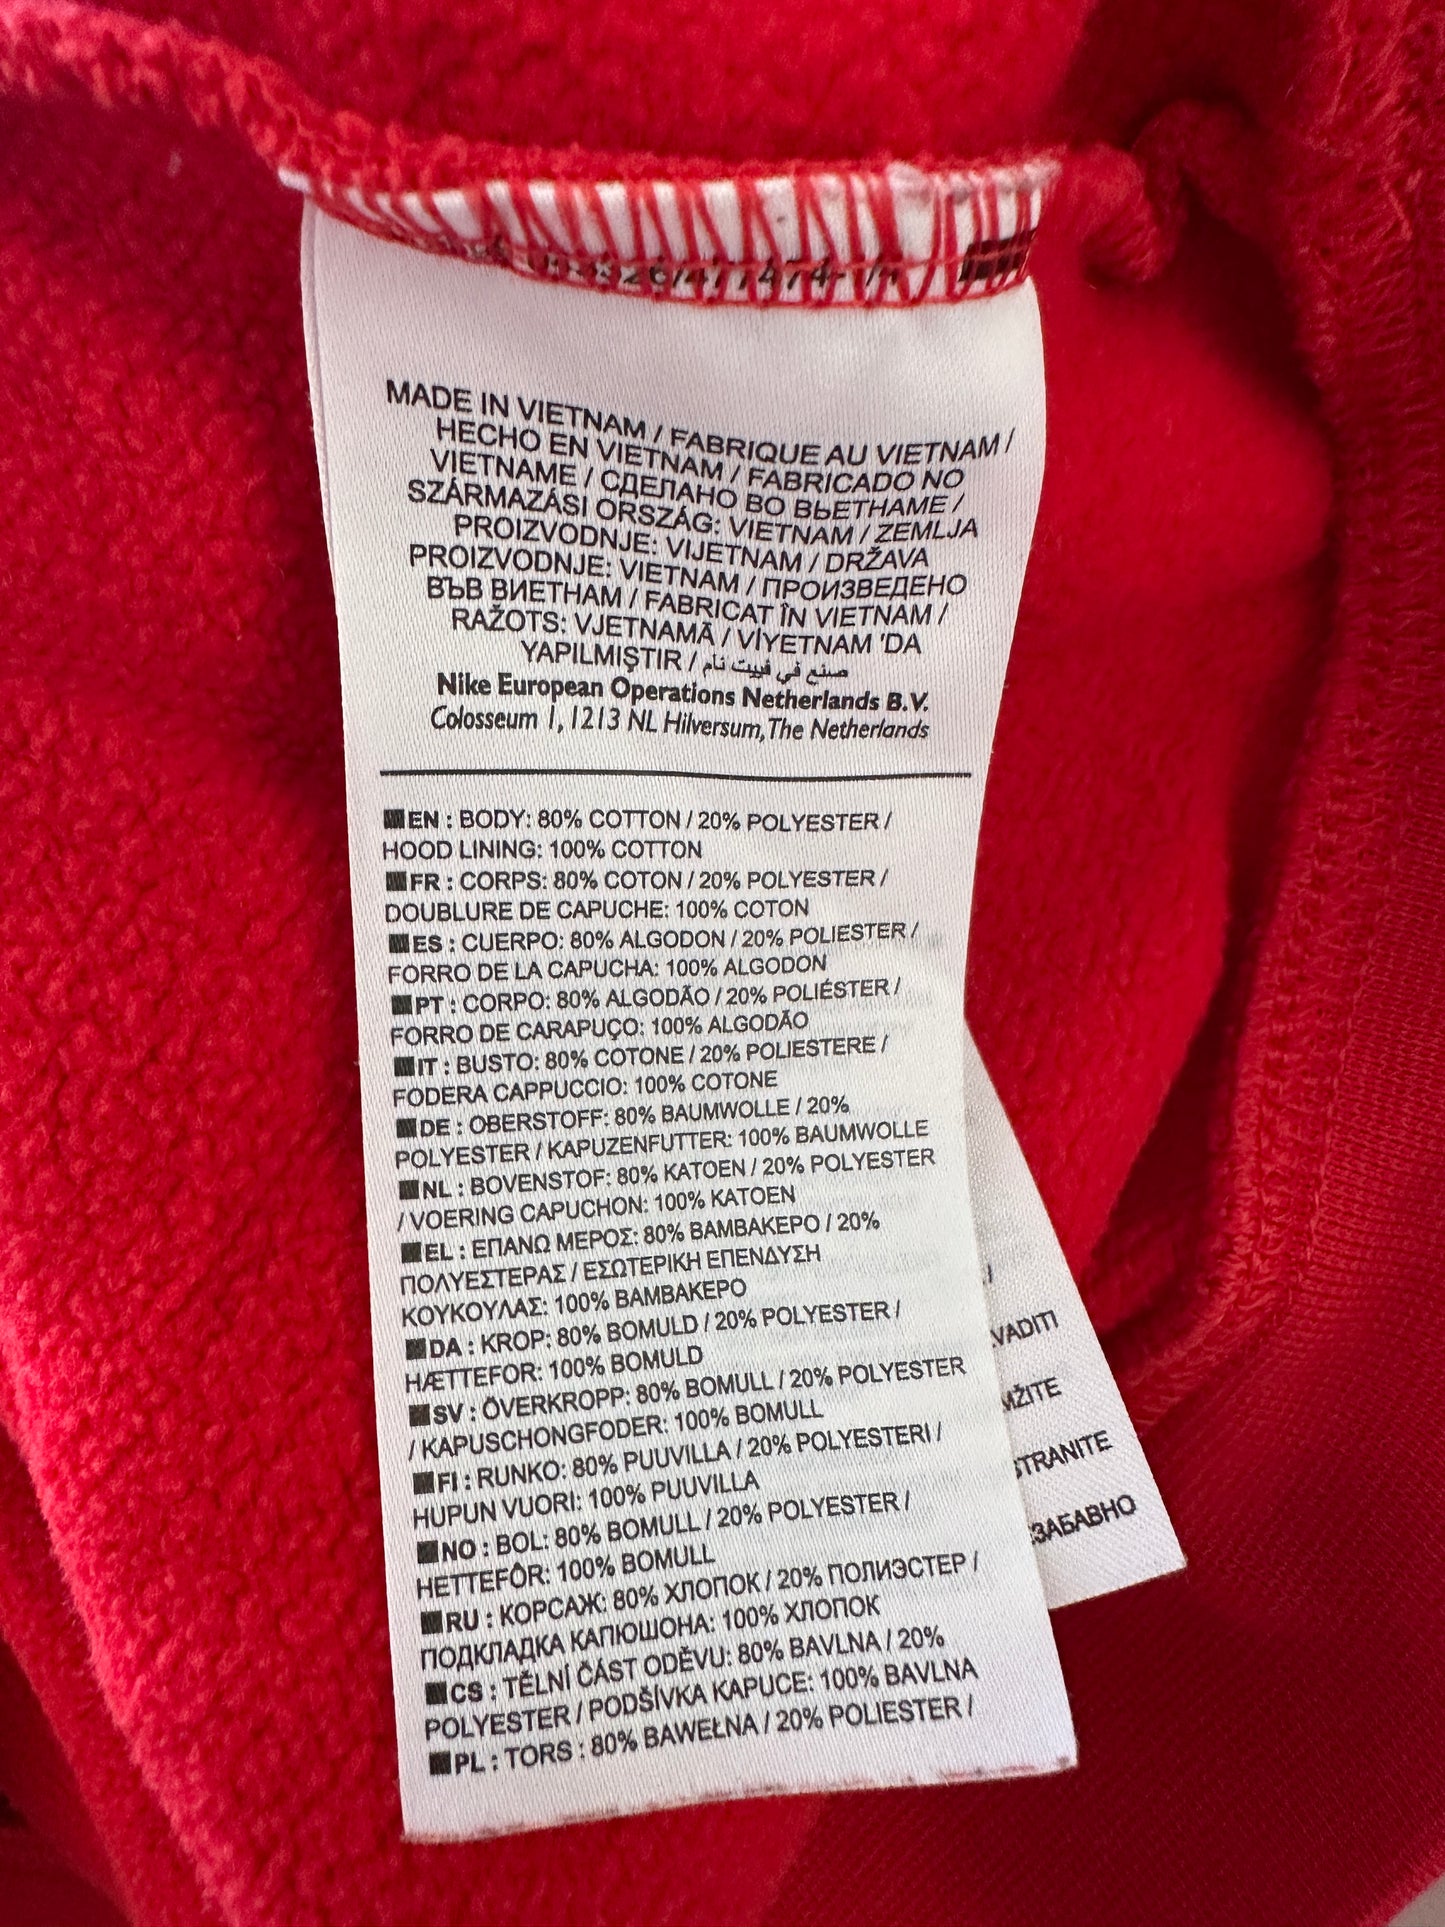 MADE IN VIETNAM / FABRIQUE AU VIETNAM /
HECHO EN VIETNAM / FABRICADO NO
VIETNAME / СДЕЛАНО ВО ВЬЕТНАМЕ /
SZÁRMAZÁSI ORSZÁG: VIETNAM / ZEMLJA
PROIZVODNJE: VIJETNAM / DRŽAVA
PROIZVODNJE: VIETNAM / ПРОИЗВЕДЕНО
ВЪВ ВИЕТНАМ / FABRICAT ÎN VIETNAM /
RAŽOTS: VJETNAMĀ / VİYETNAM 'DA
YAPILMIŞTIR / صنع في فييت نام
Nike European Operations Netherlands B.V.
Colosseum 1, 1213 NL Hilversum, The Netherlands
EN : BODY: 80% COTTON / 20% POLYESTER /
HOOD LINING: 100% COTTON
FR : CORPS: 80% COTON / 20% POLYESTER /
DOUBLURE DE CAPUCHE: 100% COTON
ES : CUERPO: 80% ALGODON / 20% POLIESTER /
FORRO DE LA CAPUCHA: 100% ALGODON
PT : CORPO: 80% ALGODÃO / 20% POLIÉSTER /
FORRO DE CARAPUÇO: 100% ALGODÃO
IT : BUSTO: 80% COTONE / 20% POLIESTERE /
FODERA CAPPUCCIO: 100% COTONE
DE : OBERSTOFF: 80% BAUMWOLLE / 20%
POLYESTER / KAPUZENFUTTER: 100% BAUMWOLLE
NL : BOVENSTOF: 80% KATOEN / 20% POLYESTER
/ VOERING CAPUCHON: 100% KATOEN
EL : ΕΠΑΝΩ ΜΕΡΟΣ: 80% ΒΑΜΒΑΚΕΡΟ / 20%
ΠΟΛΥΕΣΤΕΡΑΣ / ΕΣΩΤΕΡΙΚΗ ΕΠΕΝΔΥΣΗ
ΚΟΥΚΟΥΛΑΣ: 100% ΒΑΜΒΑΚΕΡΟ
DA : KROP: 80% BOMULD / 20% POLYESTER /
HÆTTEFOR: 100% BOMULD
SV : ÖVERKROPP: 80% BOMULL / 20% POLYESTER
/ KAPUSCHONGFODER: 100% BOMULL
FI : RUNKO: 80% PUUVILLA / 20% POLYESTERI /
HUPUN VUORI: 100% PUUVILLA
NO : BOL: 80% BOMULL / 20% POLYESTER /
HETTEFÔR: 100% BOMULL
RU : КОРСАЖ: 80% ХЛОПОК / 20% ПОЛИЭСТЕР /
ПОДКЛАДКА КАПЮШОНА: 100% ХЛОПОК
CS : TĚLNÍ ČÁST ODĚVU: 80% BAVLNA / 20%
POLYESTER / PODŠÍVKA KAPUCE: 100% BAVLNA
PL : TORS : 80% BAWEŁNA / 20% POLIESTER /
VADITI
MŽITE
STRANITE
ЗАБАВНО